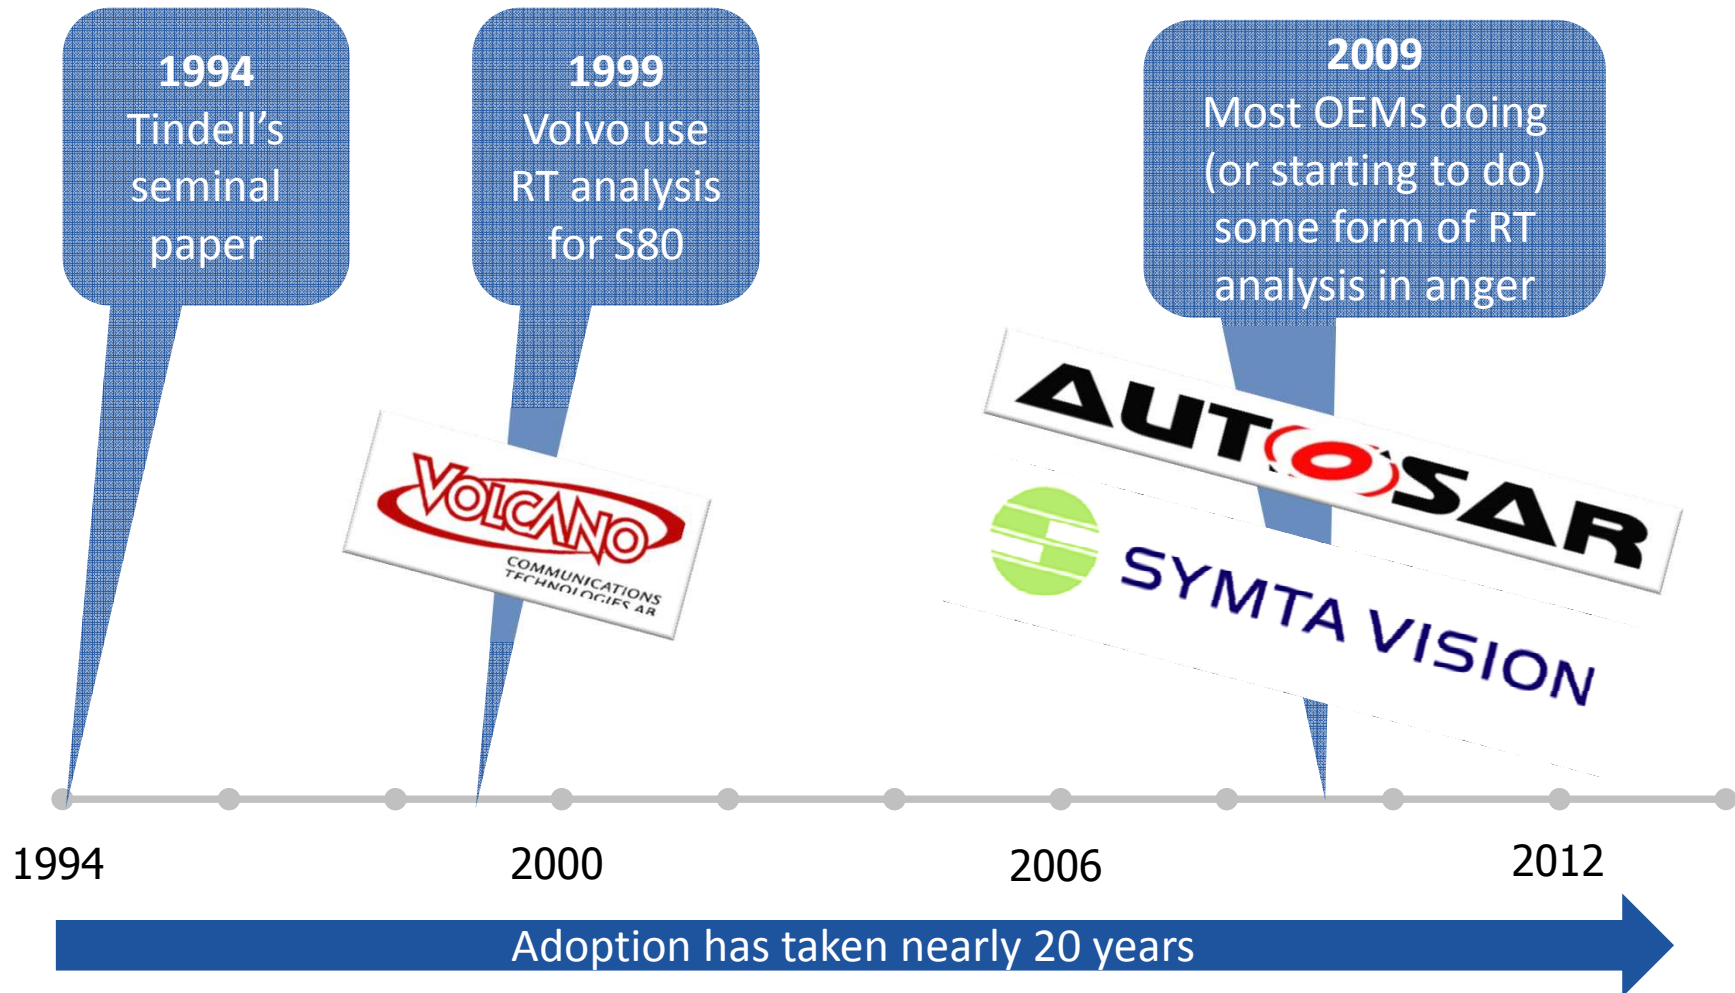 1994
Tindell’s
seminal
paper
1999
Volvo use
RT analysis
for S80
2009
Most OEMs doing
(or starting to do)
some form of RT
analysis in anger
VOLCANO
COMMUNICATIONS
TECHNOLOGIES AB
AUTOSAR
SYMTA VISION
1994
2000
2006
2012
Adoption has taken nearly 20 years